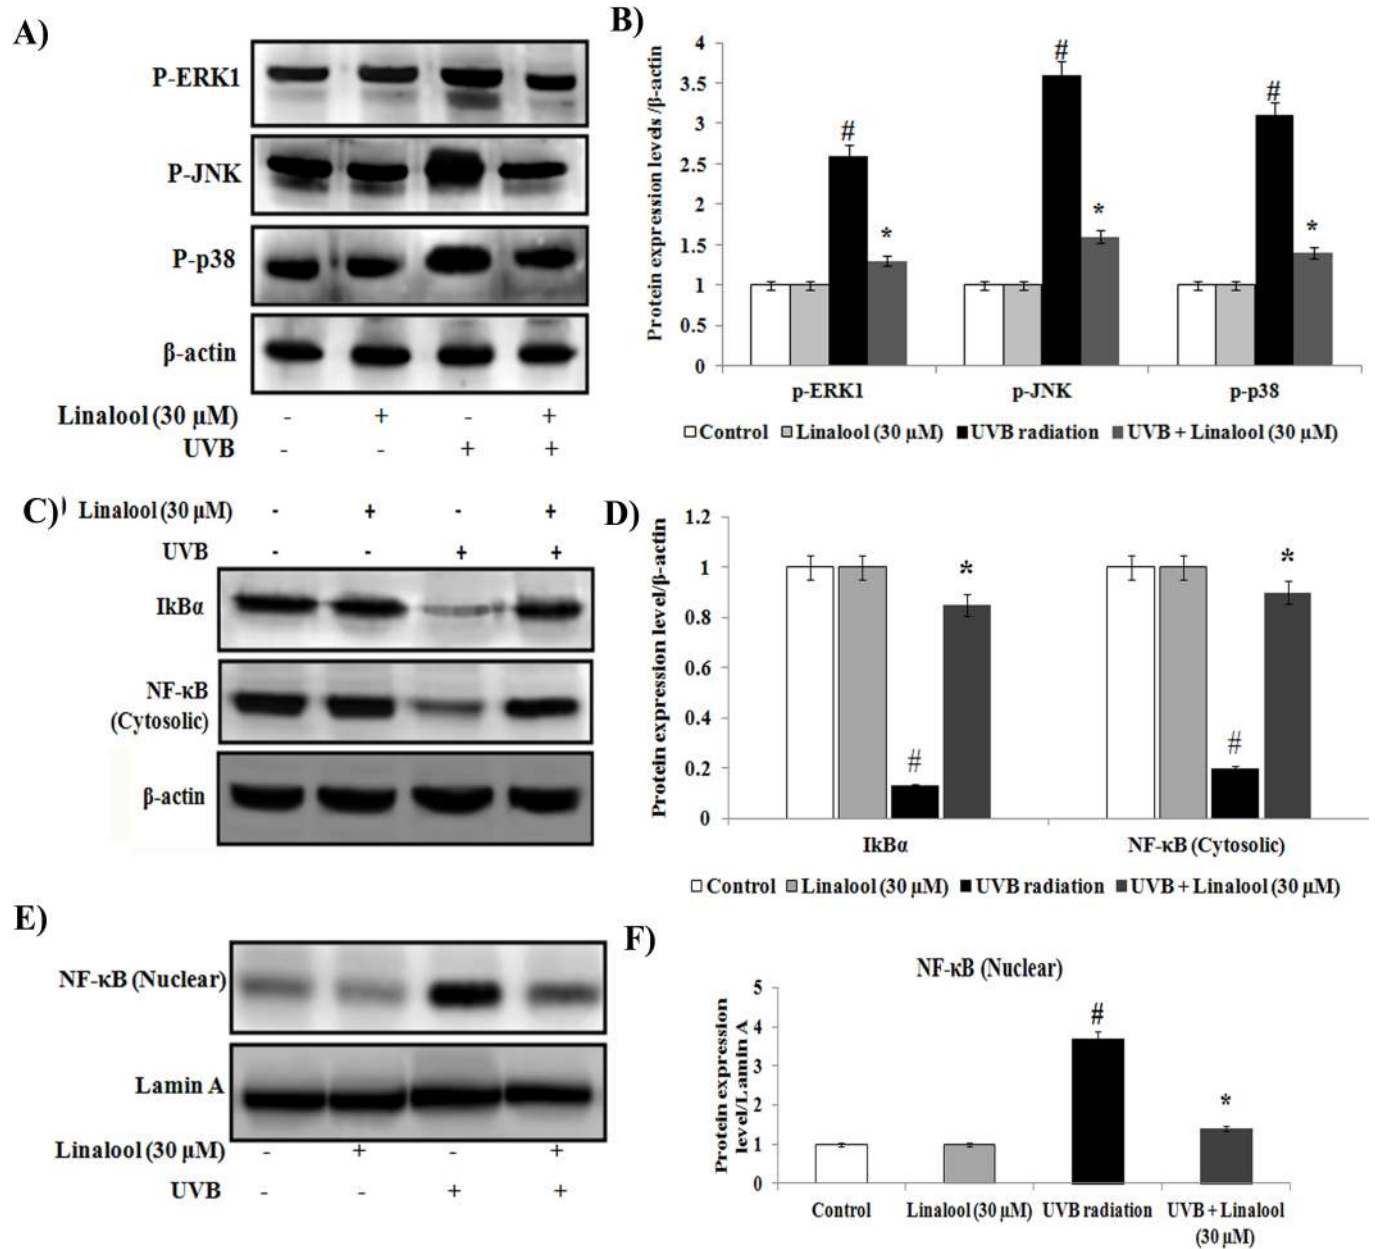 A)
P-ERK1
P-JNK
P-p38
β-actin
Linalool (30 µM) - + - +
UVB - - + +
B)
Protein expression levels /β-actin
4
3.5
3
2.5
2
1.5
1
0.5
0
# * # * # *
p-ERK1 p-JNK p-p38
Control Linalool (30 µM) UVB radiation UVB + Linalool (30 µM)
C) )
Linalool (30 µM) - + - +
UVB - - + +
IkBα
NF-κB
(Cytosolic)
β-actin
D)
Protein expression level/β-actin
1.2
1
0.8
0.6
0.4
0.2
0
# * # *
IkBα NF-κB (Cytosolic)
Control Linalool (30 µM) UVB radiation UVB + Linalool (30 µM)
E)
NF-κB (Nuclear)
Lamin A
Linalool (30 µM) - + - +
UVB - - + +
F)
NF-κB (Nuclear)
Protein expression
level/Lamin A
5
4
3
2
1
0
# *
Control Linalool (30 µM) UVB radiation UVB + Linalool
(30 µM)